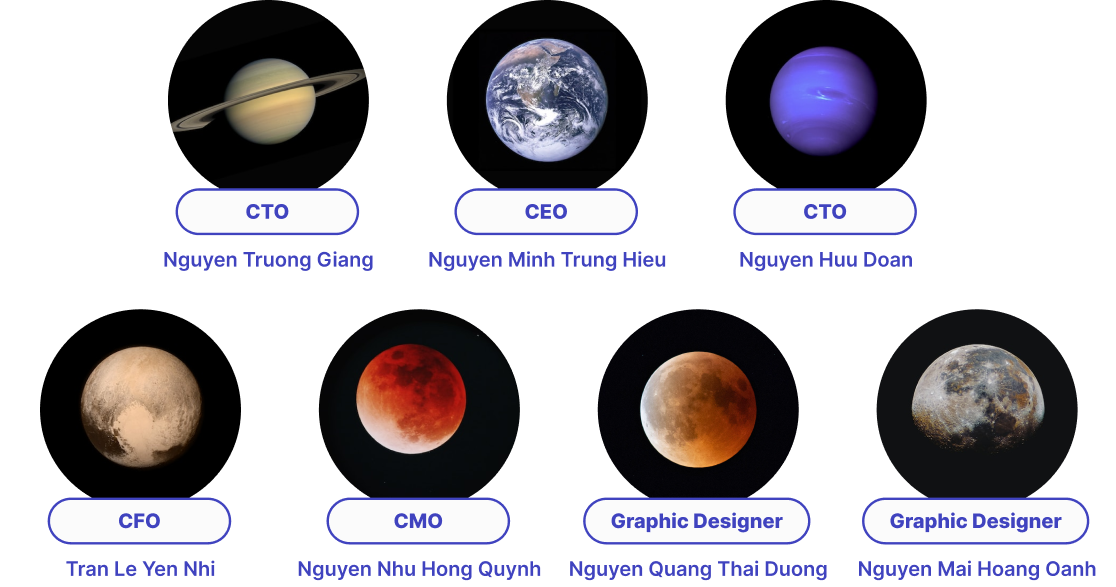 CTO
Nguyen Truong Giang
CEO
Nguyen Minh Trung Hieu
CTO
Nguyen Huu Doan
CFO
Tran Le Yen Nhi
CMO
Nguyen Nhu Hong Quynh
Graphic Designer
Nguyen Quang Thai Duong
Graphic Designer
Nguyen Mai Hoang Oanh